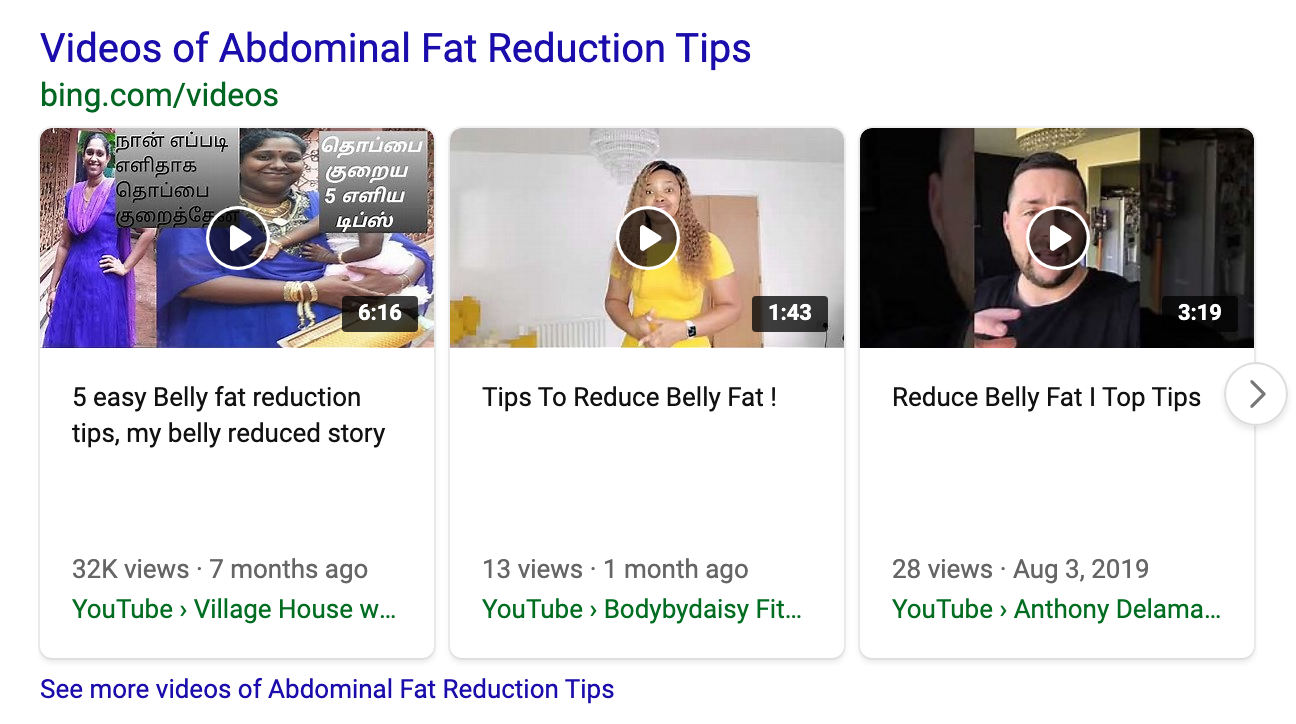 Videos of Abdominal Fat Reduction Tips
bing.com/videos
நான் எப்படி
எளிதாக
தொப்பை
குறைத்தேன்
தொப்பை
குறைய
5 எளிய
டிப்ஸ்
6:16
1:43
3:19
5 easy Belly fat reduction
tips, my belly reduced story
32K views · 7 months ago
YouTube › Village House w...
Tips To Reduce Belly Fat !
13 views · 1 month ago
YouTube › Bodybydaisy Fit...
Reduce Belly Fat I Top Tips
28 views · Aug 3, 2019
YouTube › Anthony Delama...
See more videos of Abdominal Fat Reduction Tips